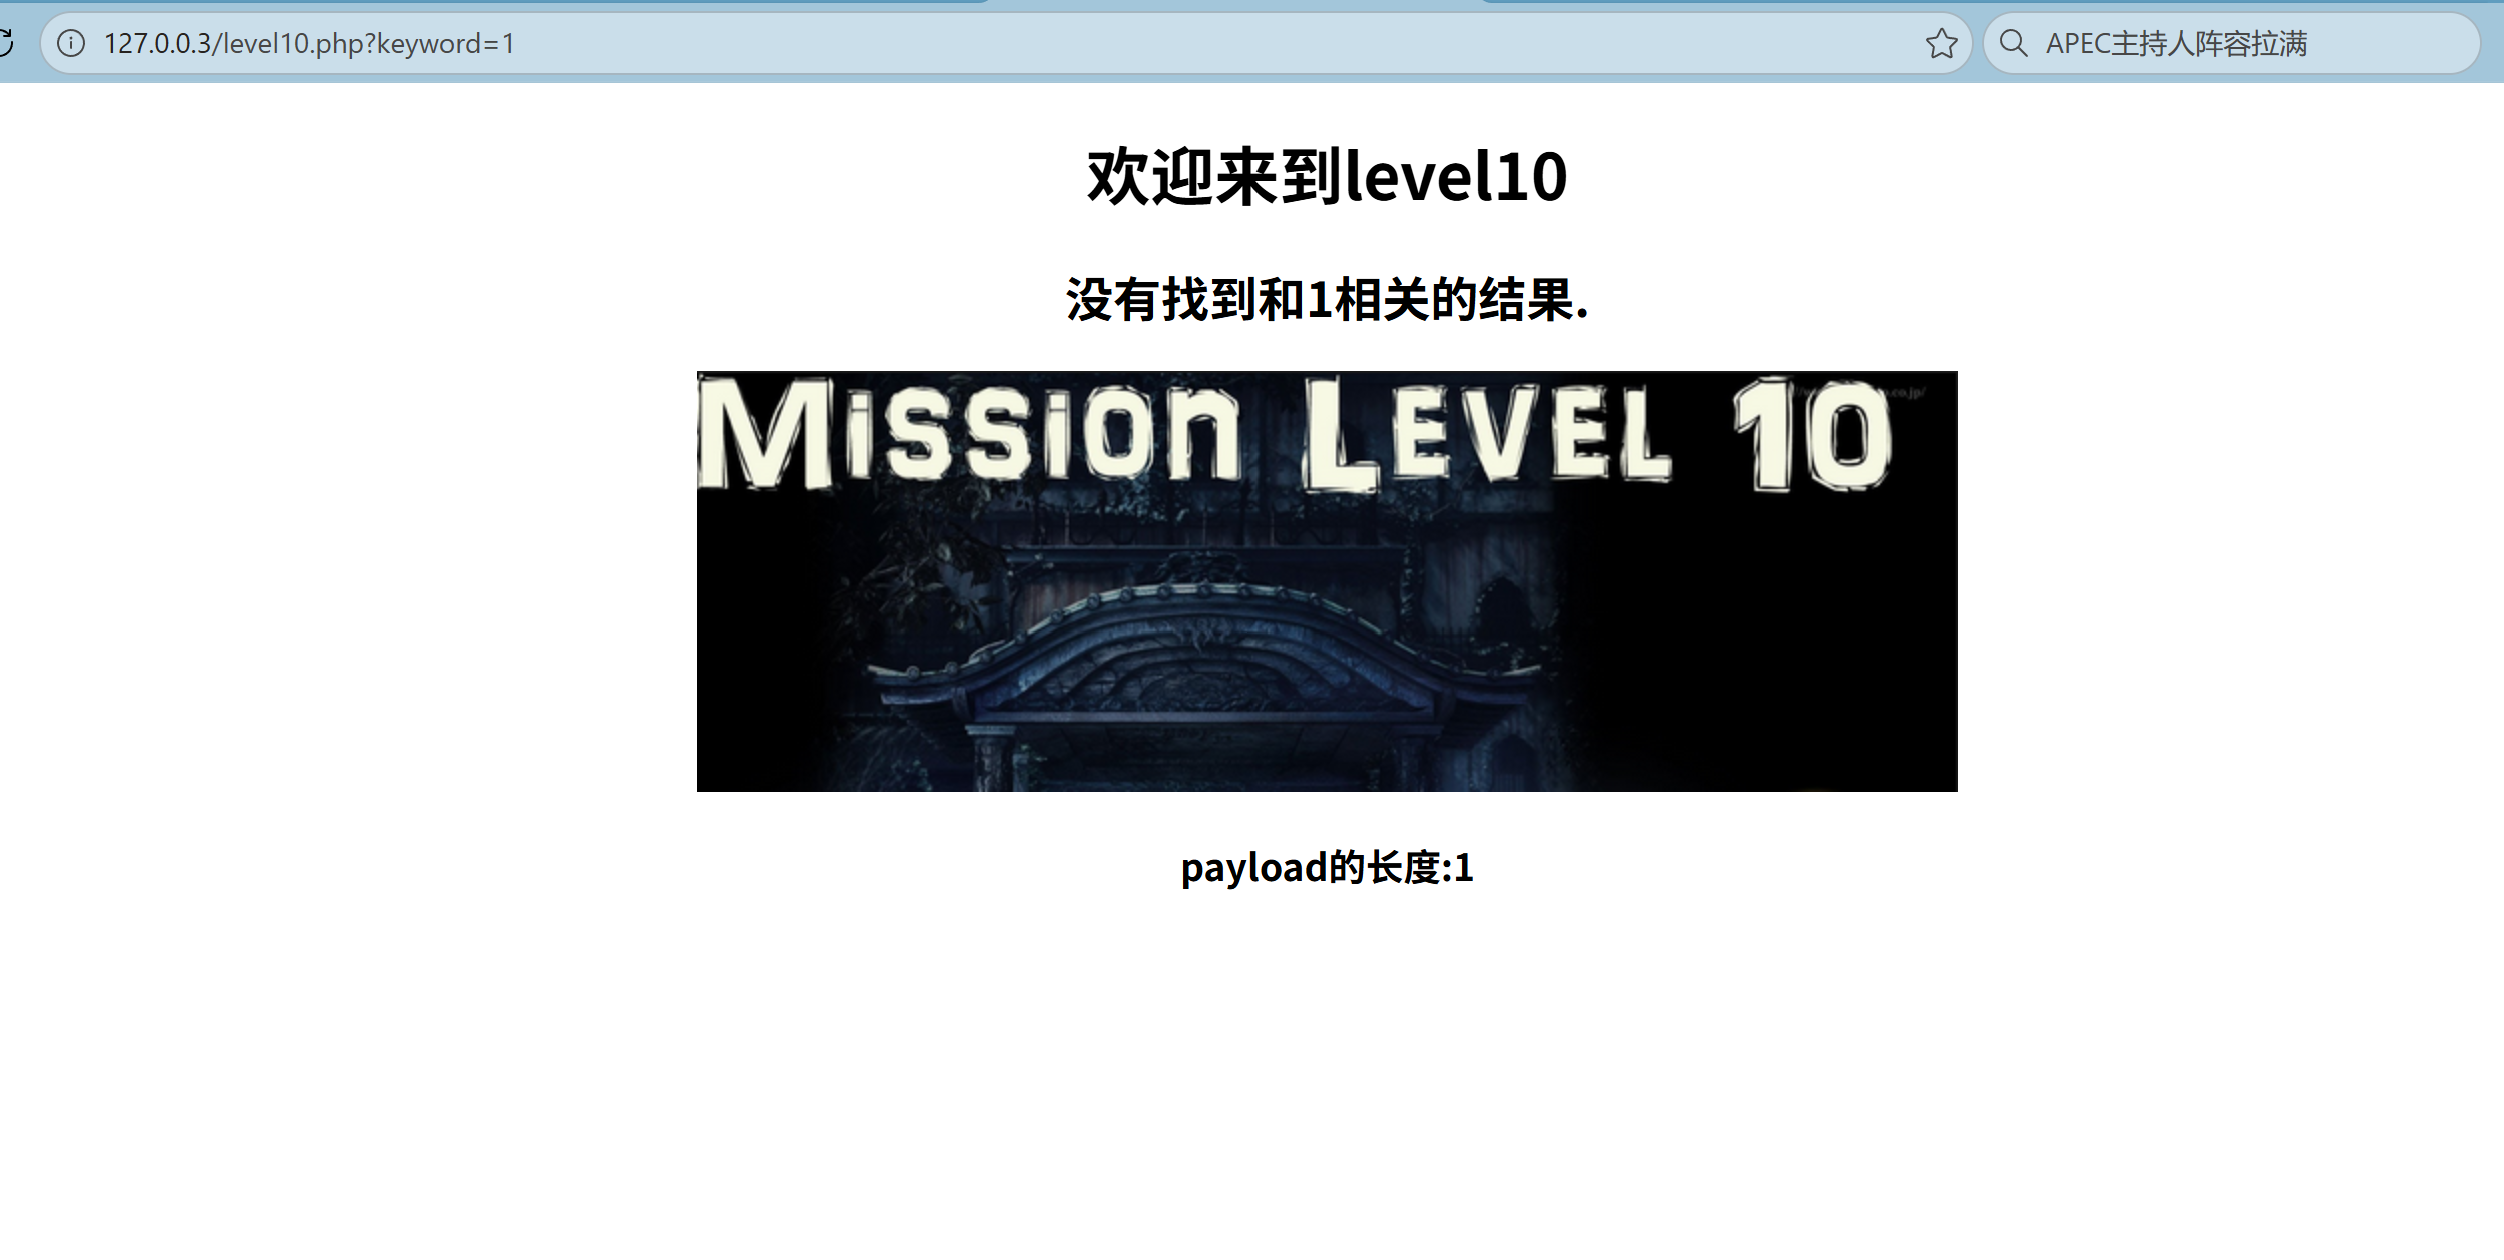 127.0.0.3/level10.php?keyword=1
APEC主持人阵容拉满
欢迎来到level10
没有找到和1相关的结果.
Mission Level 10
payload的长度:1